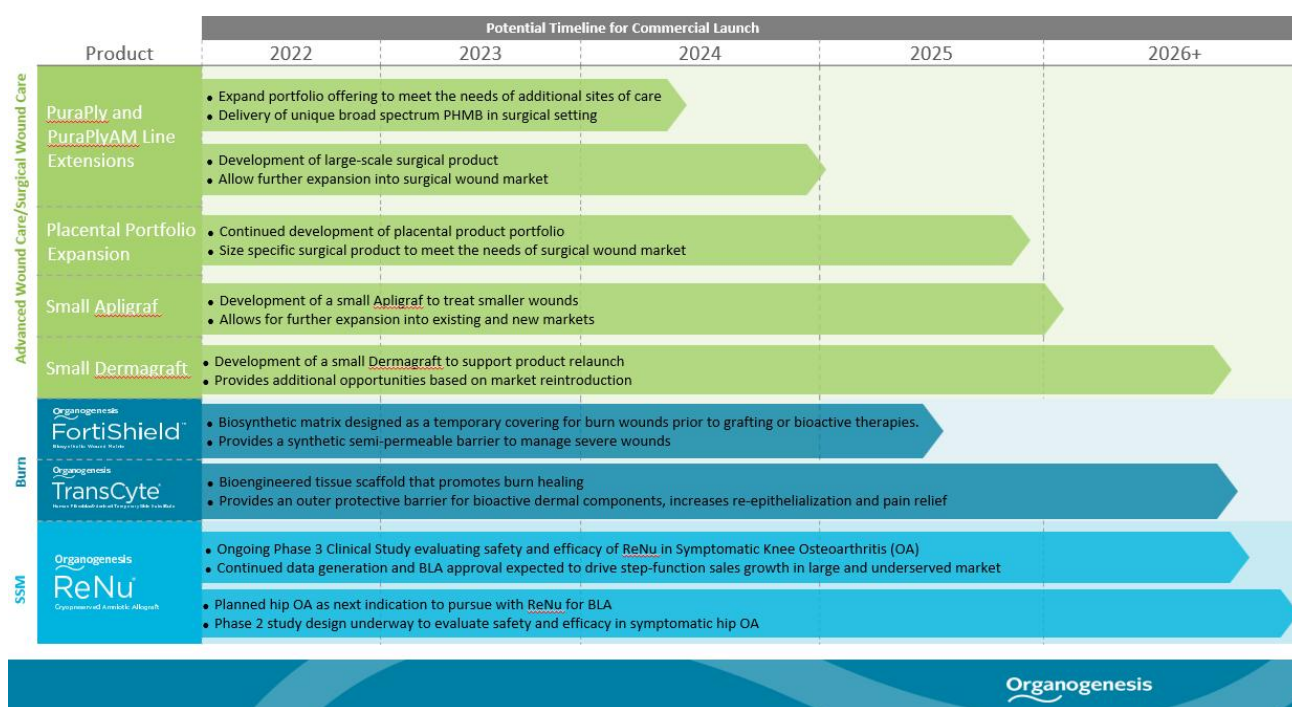 Potential Timeline for Commercial Launch
Product 2022 2023 2024 2025 2026+
Advanced Wound Care/Surgical Wound Care
PuraPly and
PuraPlyAM Line
Extensions
• Expand portfolio offering to meet the needs of additional sites of care
• Delivery of unique broad spectrum PHMB in surgical setting
• Development of large-scale surgical product
• Allow further expansion into surgical wound market
Placental Portfolio
Expansion
• Continued development of placental product portfolio
• Size specific surgical product to meet the needs of surgical wound market
Small Apligraf
• Development of a small Apligraf to treat smaller wounds
• Allows for further expansion into existing and new markets
Small Dermagraft
• Development of a small Dermagraft to support product relaunch
• Provides additional opportunities based on market reintroduction
Burn
Organogenesis
FortiShield™
• Biosynthetic matrix designed as a temporary covering for burn wounds prior to grafting or bioactive therapies.
• Provides a synthetic semi-permeable barrier to manage severe wounds
Organogenesis
TransCyte®
• Bioengineered tissue scaffold that promotes burn healing
• Provides an outer protective barrier for bioactive dermal components, increases re-epithelialization and pain relief
SSM
Organogenesis
ReNu®
Cryopreserved Amniotic Allograft
• Ongoing Phase 3 Clinical Study evaluating safety and efficacy of ReNu in Symptomatic Knee Osteoarthritis (OA)
• Continued data generation and BLA approval expected to drive step-function sales growth in large and underserved market
• Planned hip OA as next indication to pursue with ReNu for BLA
• Phase 2 study design underway to evaluate safety and efficacy in symptomatic hip OA
Organogenesis